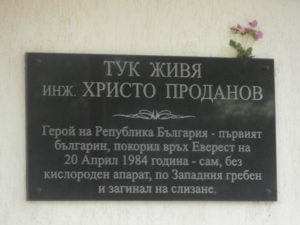 ТУК ЖИВЯ
инж. ХРИСТО ПРОДАНОВ
Герой на Република България - първият
българин, покорил връх Еверест на
20 Април 1984 година - сам, без
кислороден апарат, по Западния гребен
и загинал на слизане.